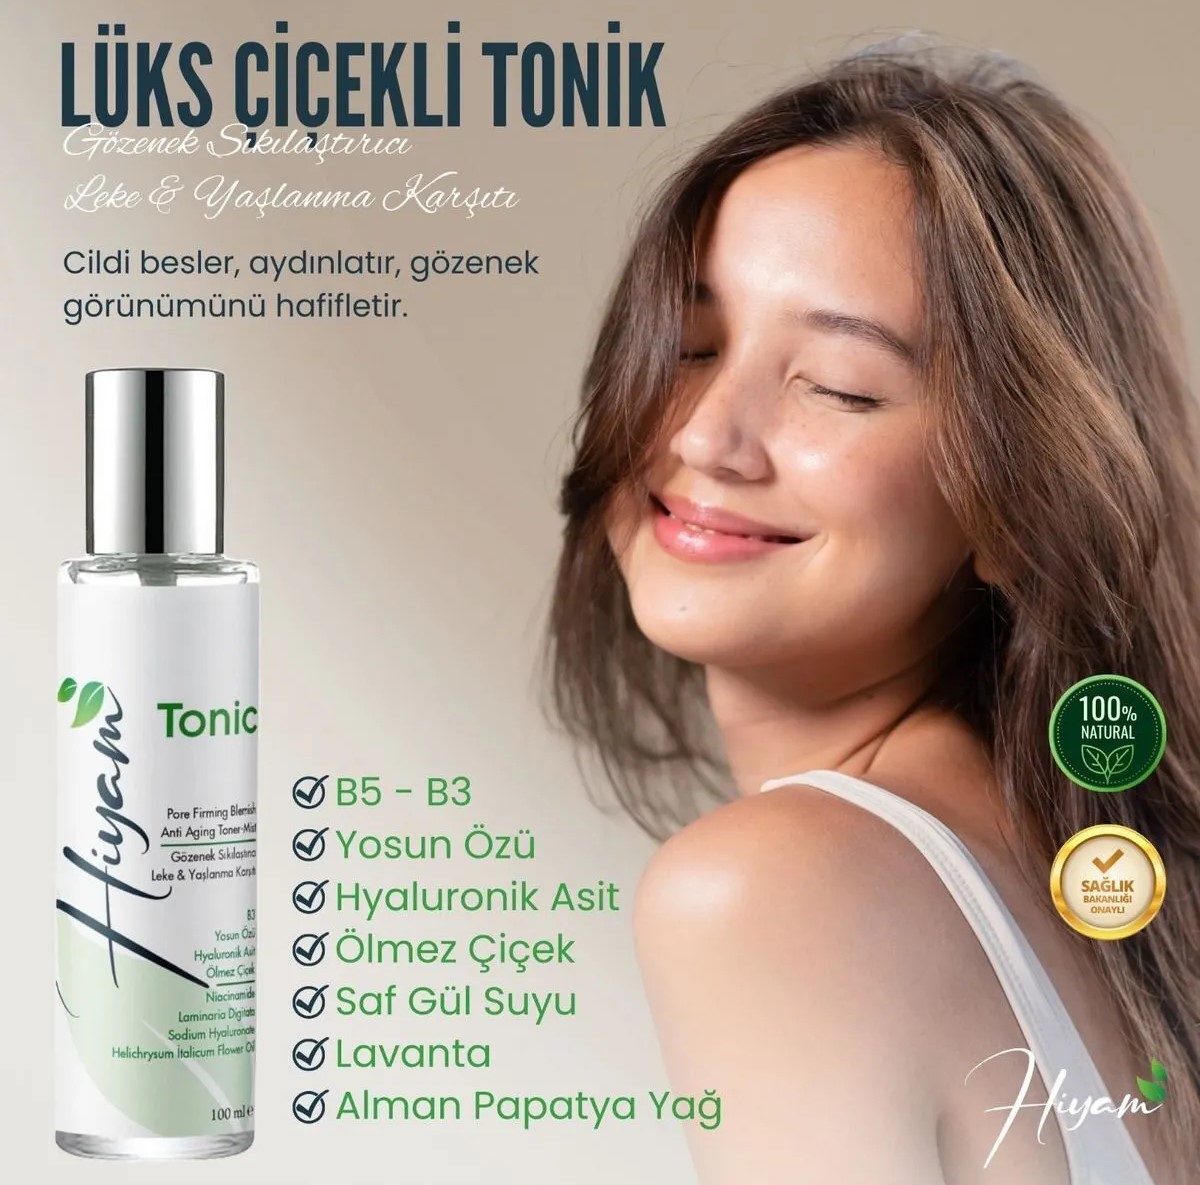 LÜKS ÇİÇEKLİ TONİK
Gözenek Sıkılaştırıcı
Leke & Yaşlanma Karşıtı
Cildi besler, aydınlatır, gözenek
görünümünü hafifletir.
Hiyam
Tonic
Pore Firming Blemish
Anti Aging Toner-Mist
Gözenek Sıkılaştırıcı
Leke & Yaşlanma Karşıtı
B3
Yosun Özü
Hyaluronik Asit
Ölmez Çiçek
Niacinamide
Laminaria Digitata
Sodium Hyaluronate
Helichrysum İtalicum Flower Oil
100 ml e
B5 - B3
Yosun Özü
Hyaluronik Asit
Ölmez Çiçek
Saf Gül Suyu
Lavanta
Alman Papatya Yağ
100%
NATURAL
SAĞLIK
BAKANLIĞI
ONAYLI
Hiyam